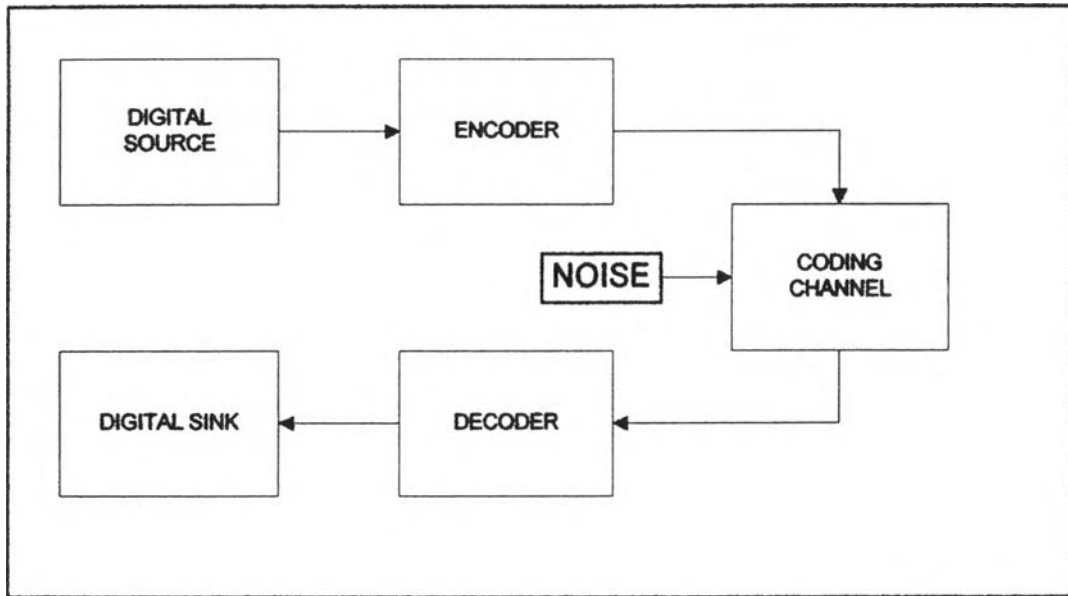 DIGITAL
SOURCE
ENCODER
NOISE
CODING
CHANNEL
DIGITAL SINK
DECODER